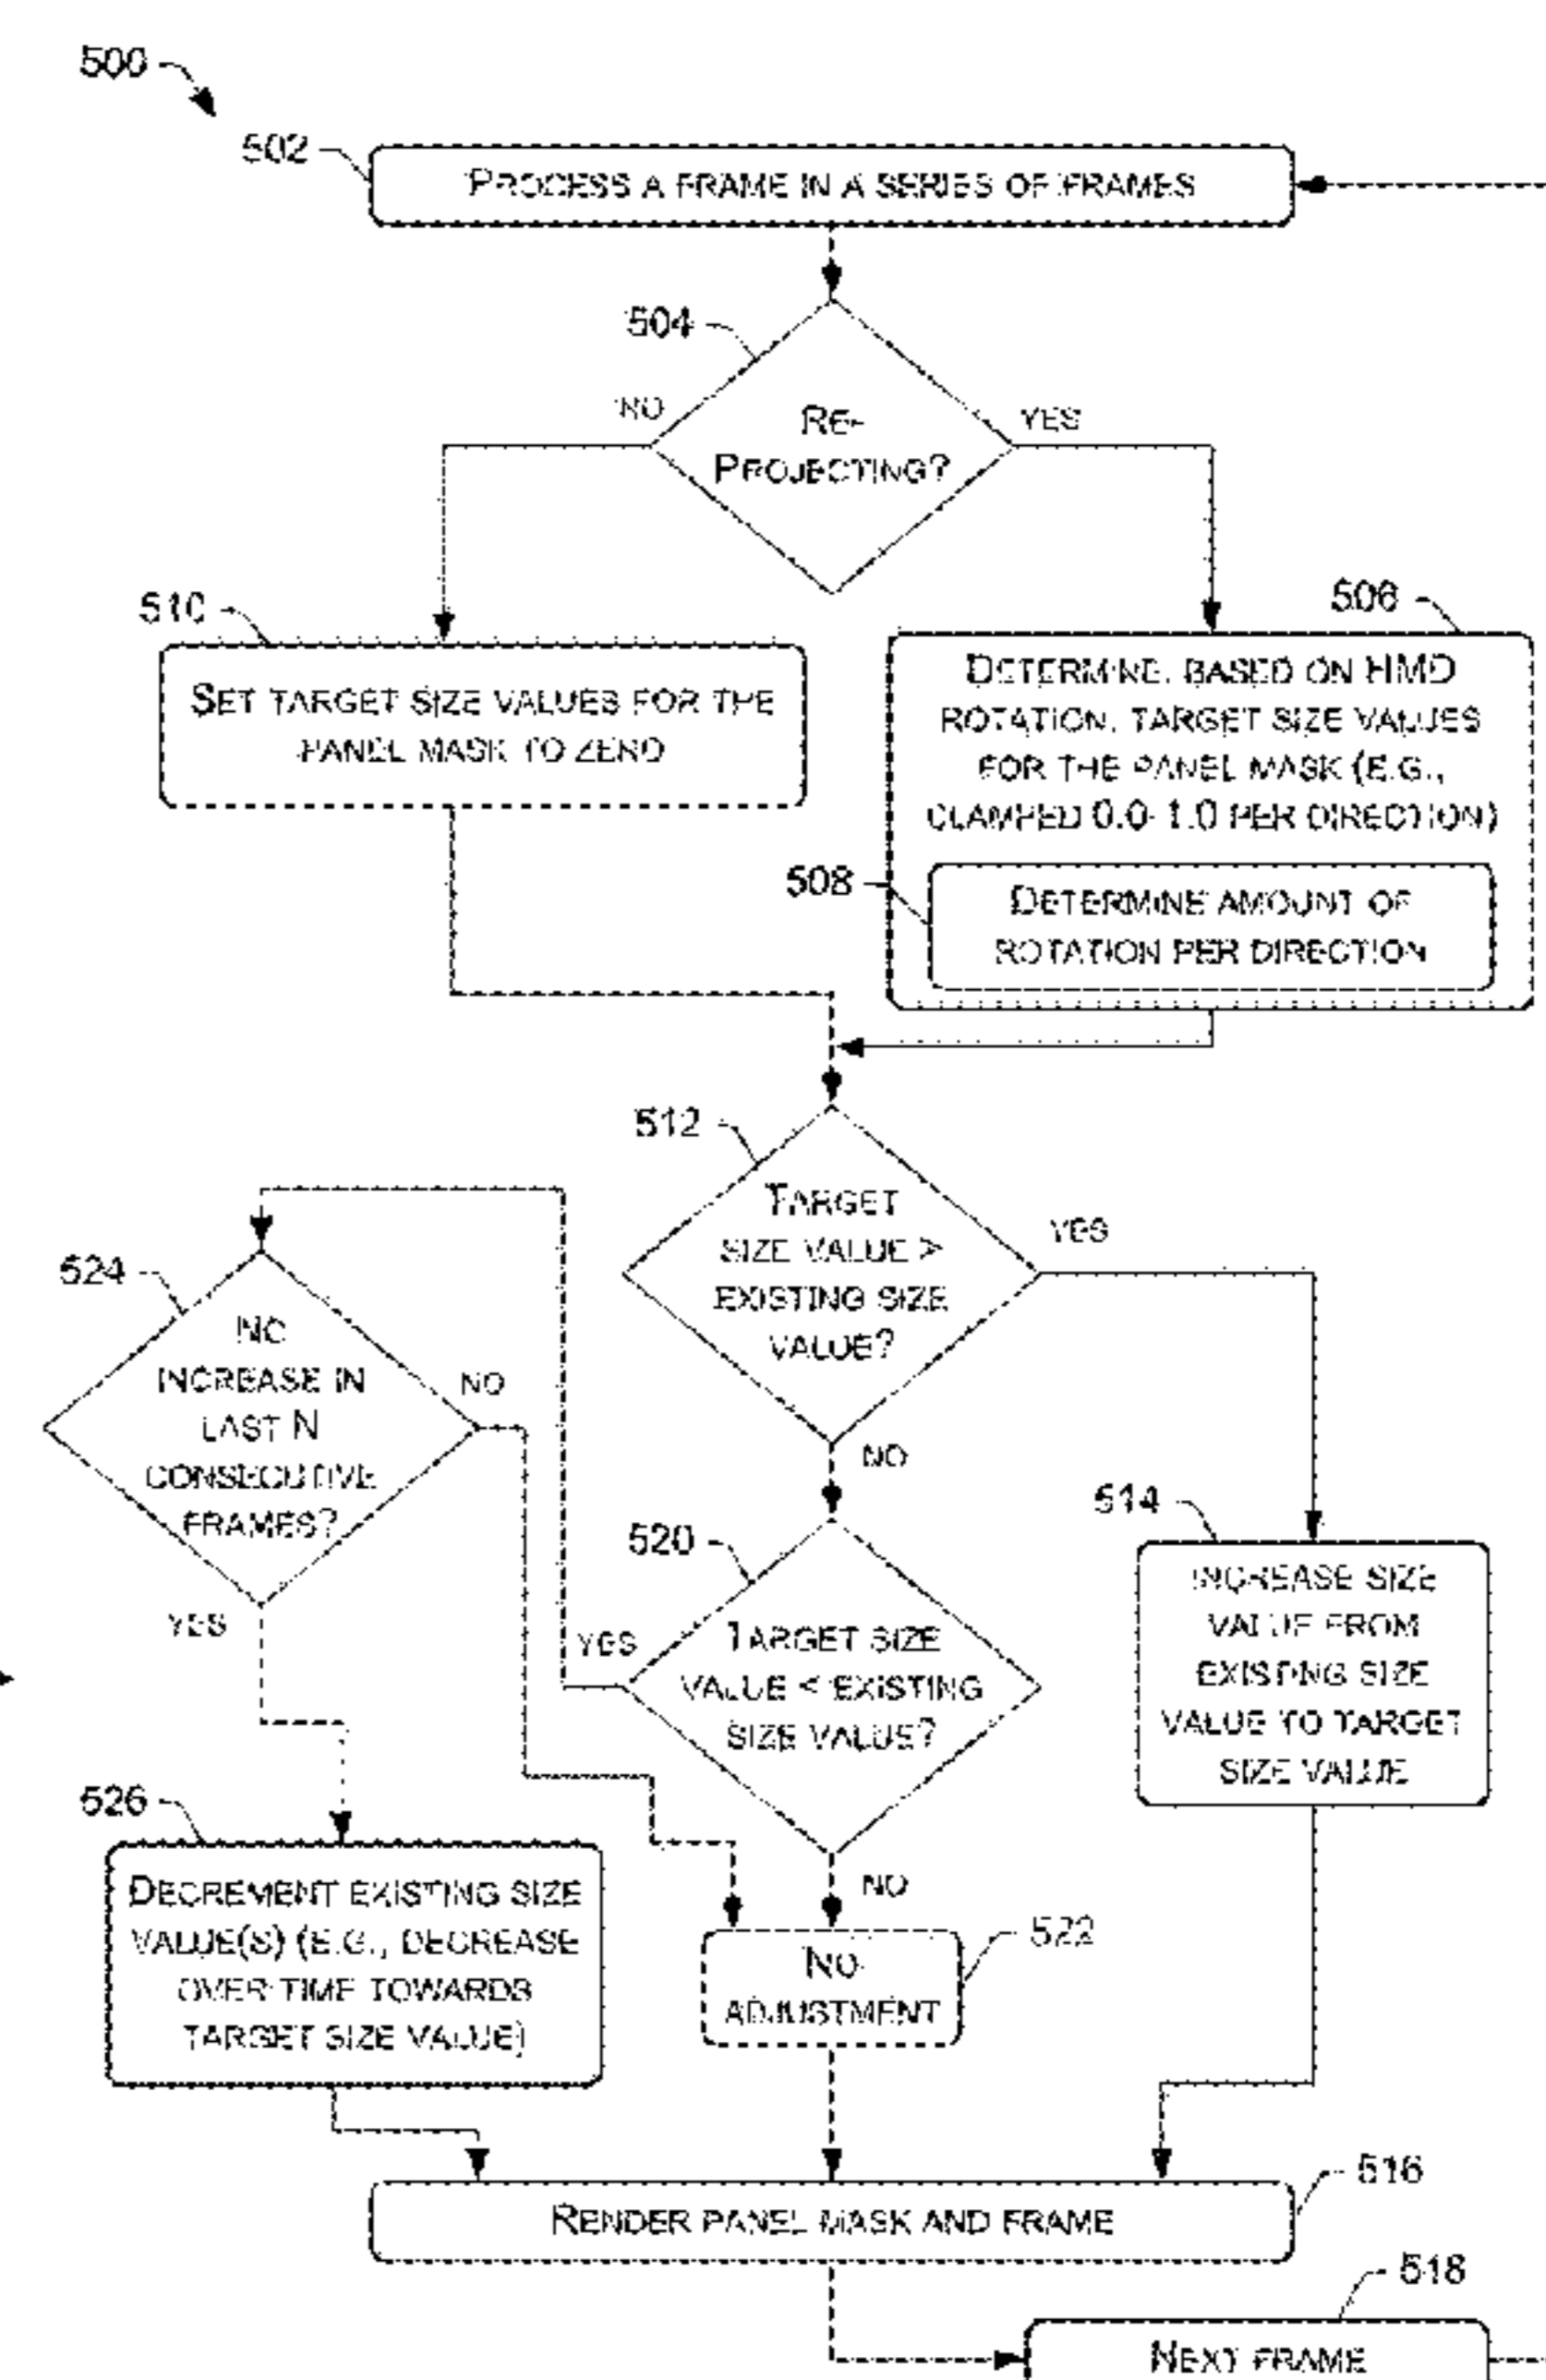 500
502
PROCESS A FRAME IN A SERIES OF FRAMES
504
NO
RE-
PROJECTING?
YES
510
SET TARGET SIZE VALUES FOR THE
PANEL MASK TO ZERO
506
DETERMINE, BASED ON HMD
ROTATION, TARGET SIZE VALUES
FOR THE PANEL MASK (E.G.,
CLAMPED 0.0-1.0 PER DIRECTION)
508
DETERMINE AMOUNT OF
ROTATION PER DIRECTION
512
TARGET
SIZE VALUE >
EXISTING SIZE
VALUE?
YES
NO
524
NO
INCREASE IN
LAST N
CONSECUTIVE
FRAMES?
NO
YES
520
TARGET SIZE
VALUE < EXISTING
SIZE VALUE?
YES
NO
514
INCREASE SIZE
VALUE FROM
EXISTING SIZE
VALUE TO TARGET
SIZE VALUE
526
DECREMENT EXISTING SIZE
VALUE(S) (E.G., DECREASE
OVER TIME TOWARDS
TARGET SIZE VALUE)
522
NO
ADJUSTMENT
516
RENDER PANEL MASK AND FRAME
518
NEXT FRAME